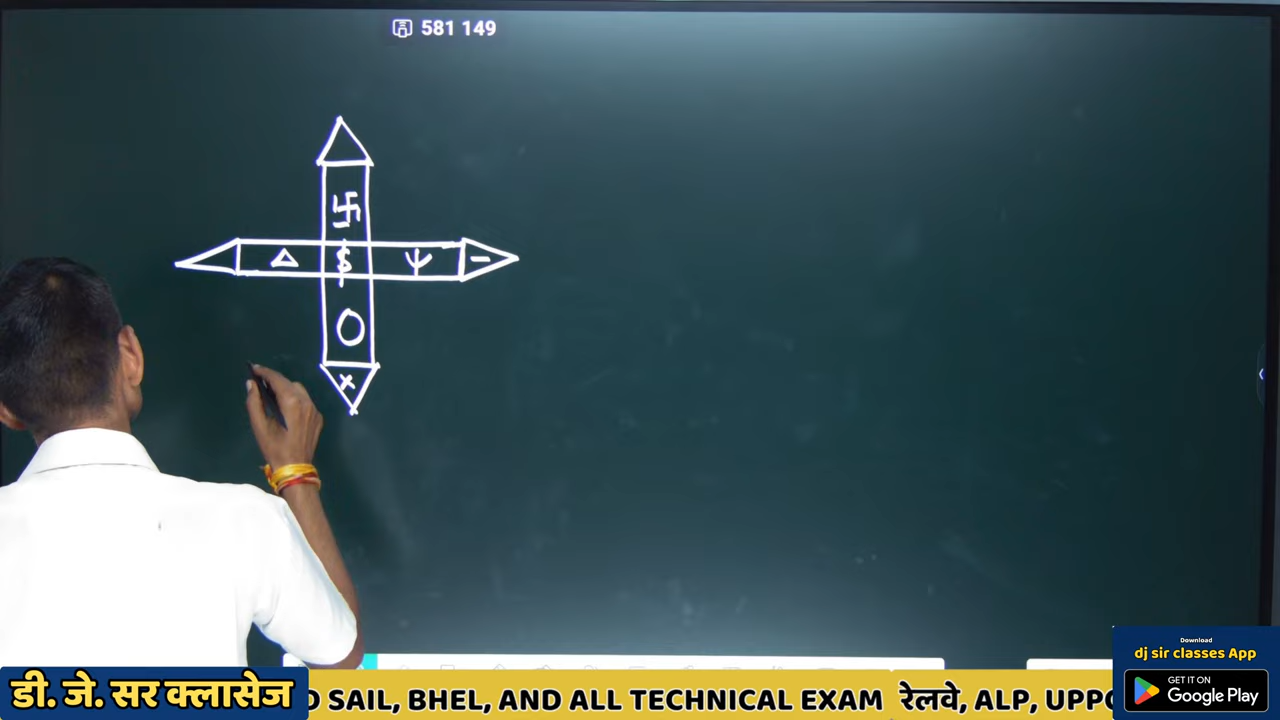 581 149
卐
△ $ Ψ −
O
×
Download
dj sir classes App
GET IT ON
Google Play
डी. जे. सर क्लासेज
SAIL, BHEL, AND ALL TECHNICAL EXAM रेलवे, ALP,